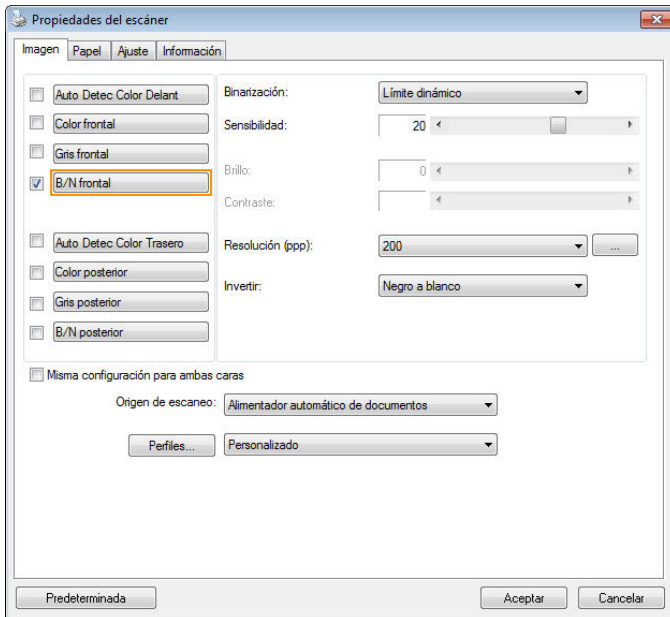 Propiedades del escáner
Imagen Papel Ajuste Información
Auto Detec Color Delant
Color frontal
Gris frontal
B/N frontal
Auto Detec Color Trasero
Color posterior
Gris posterior
B/N posterior
Binarización: Límite dinámico
Sensibilidad: 20
Brillo: 0
Contraste:
Resolución (ppp): 200 ...
Invertir: Negro a blanco
Misma configuración para ambas caras
Origen de escaneo: Alimentador automático de documentos
Perfiles... Personalizado
Predeterminada Aceptar Cancelar